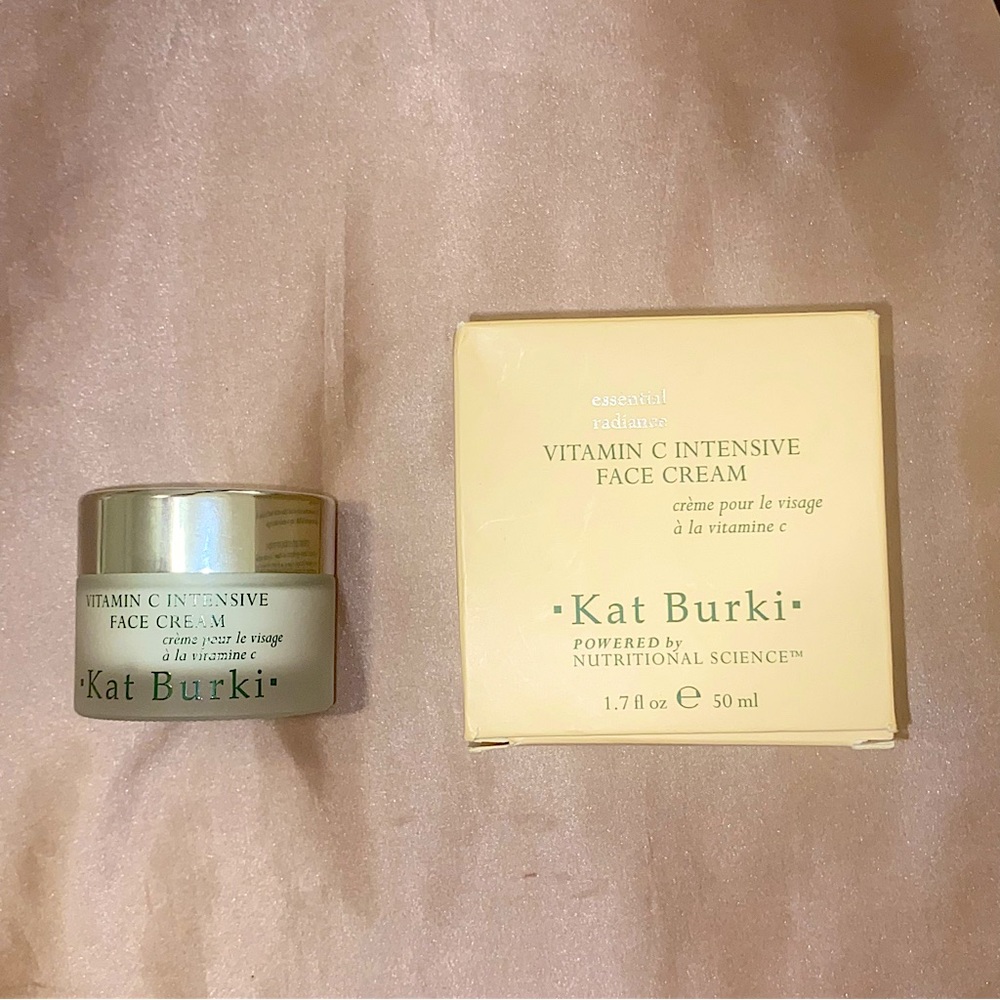 VITAMIN C INTENSIVE
FACE CREAM
crème pour le visage
à la vitamine c
·Kat Burki·
essential
radiance
VITAMIN C INTENSIVE
FACE CREAM
crème pour le visage
à la vitamine c
·Kat Burki·
POWERED by
NUTRITIONAL SCIENCE™
1.7 fl oz ℮ 50 ml